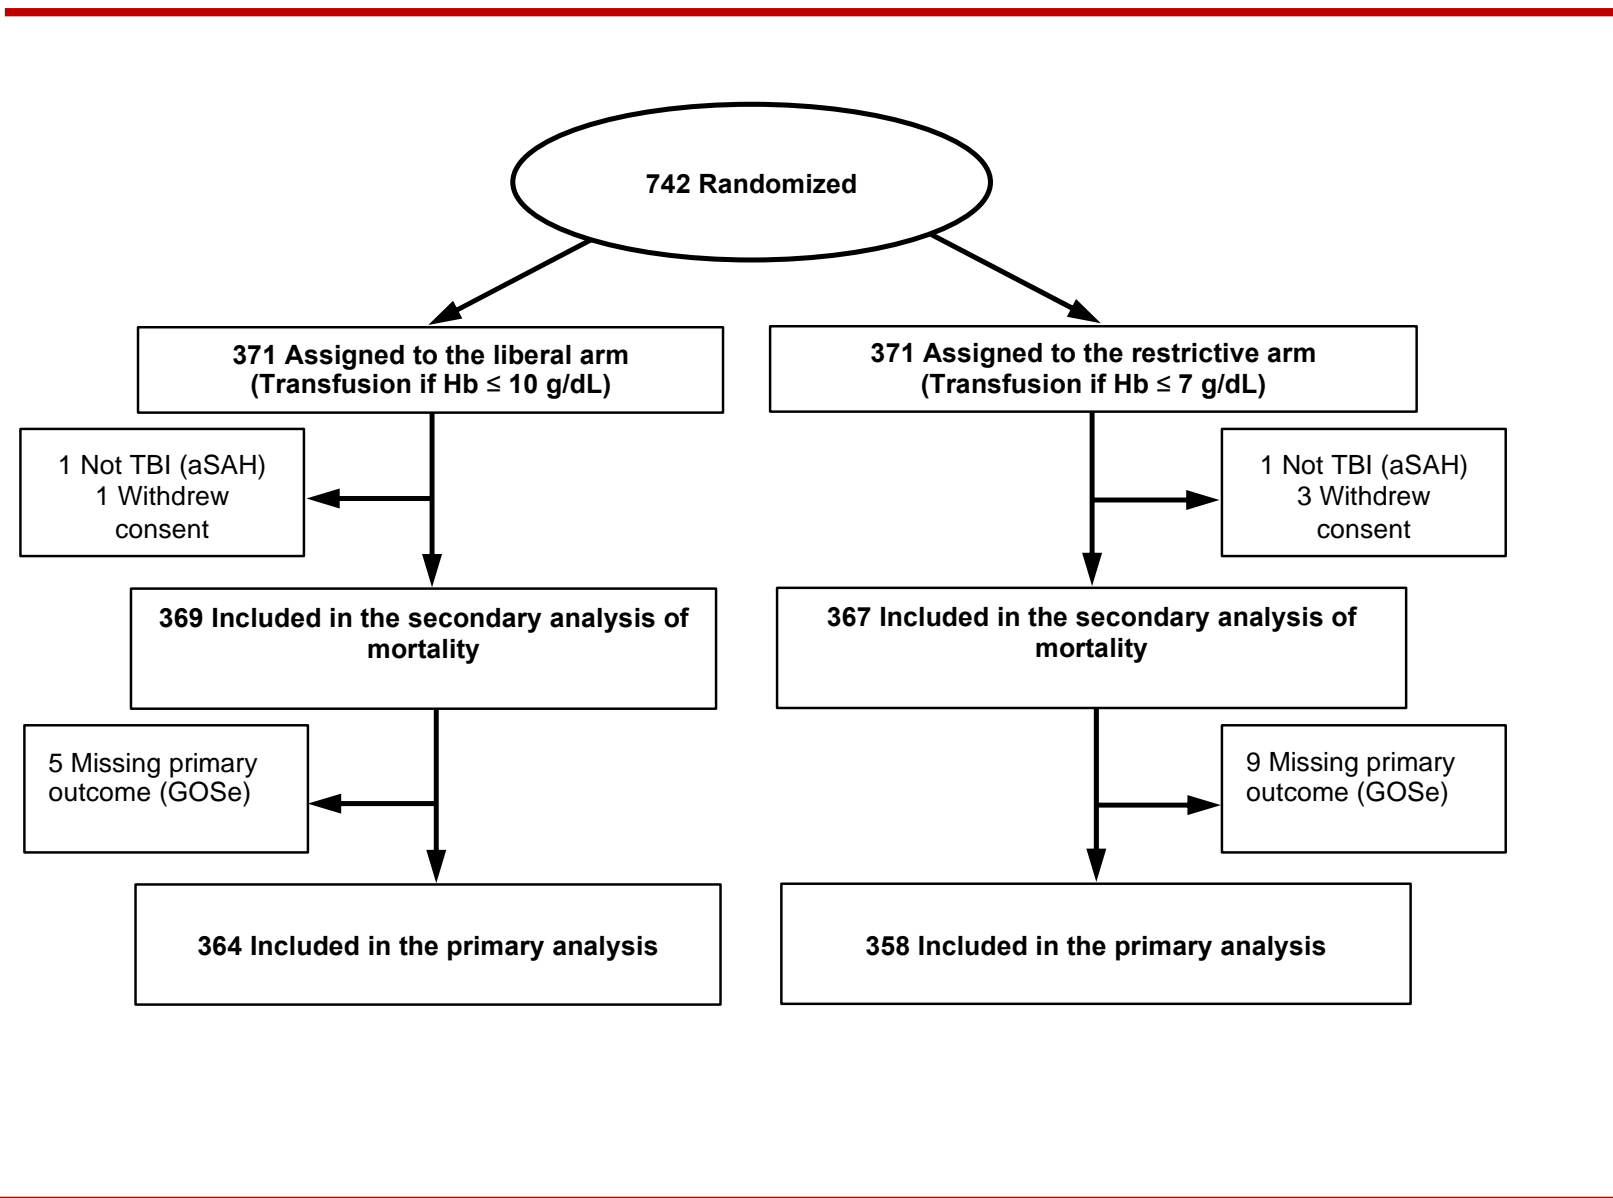 742 Randomized
371 Assigned to the liberal arm
(Transfusion if Hb ≤ 10 g/dL)
371 Assigned to the restrictive arm
(Transfusion if Hb ≤ 7 g/dL)
1 Not TBI (aSAH)
1 Withdrew
consent
1 Not TBI (aSAH)
3 Withdrew
consent
369 Included in the secondary analysis of
mortality
367 Included in the secondary analysis of
mortality
5 Missing primary
outcome (GOSe)
9 Missing primary
outcome (GOSe)
364 Included in the primary analysis
358 Included in the primary analysis